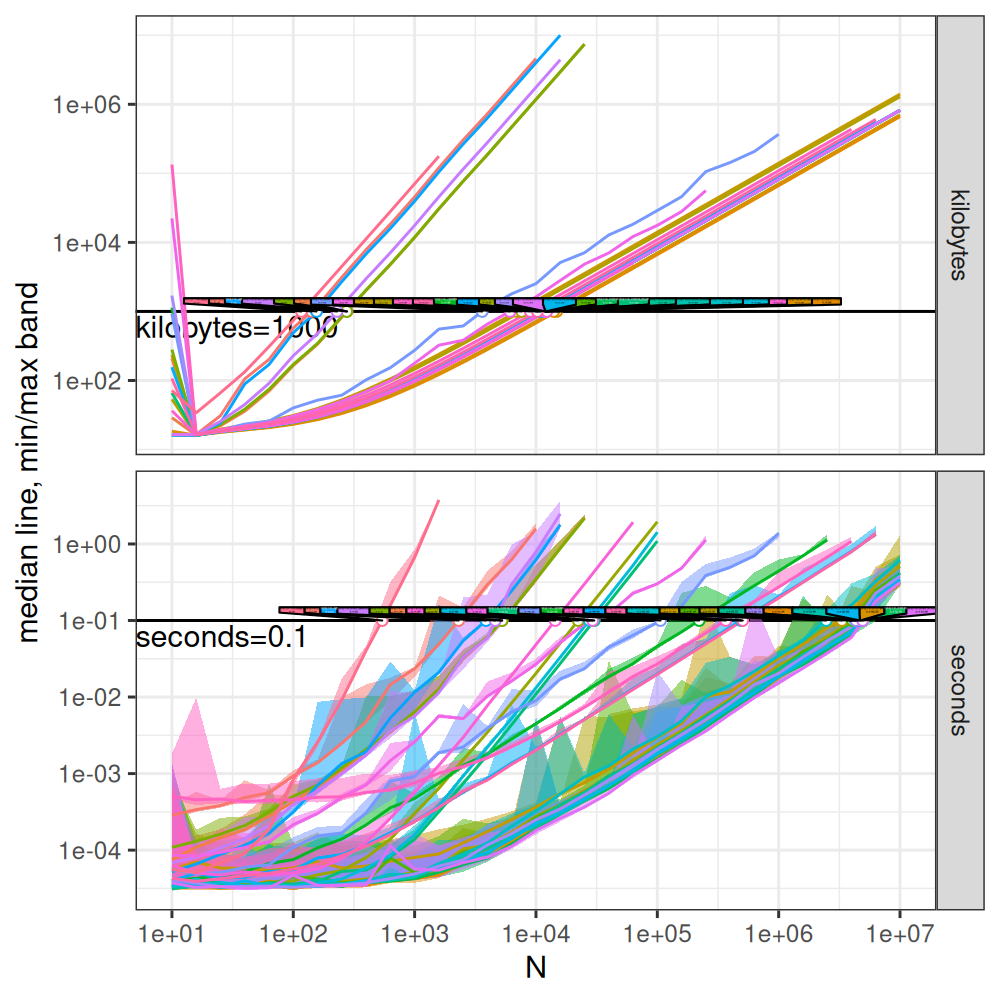 1e+06
1e+04
kilobytes=1000
1e+02
kilobytes
median line, min/max band
1e+00
1e-01
seconds=0.1
1e-02
1e-03
1e-04
seconds
1e+01 1e+02 1e+03 1e+04 1e+05 1e+06 1e+07
N